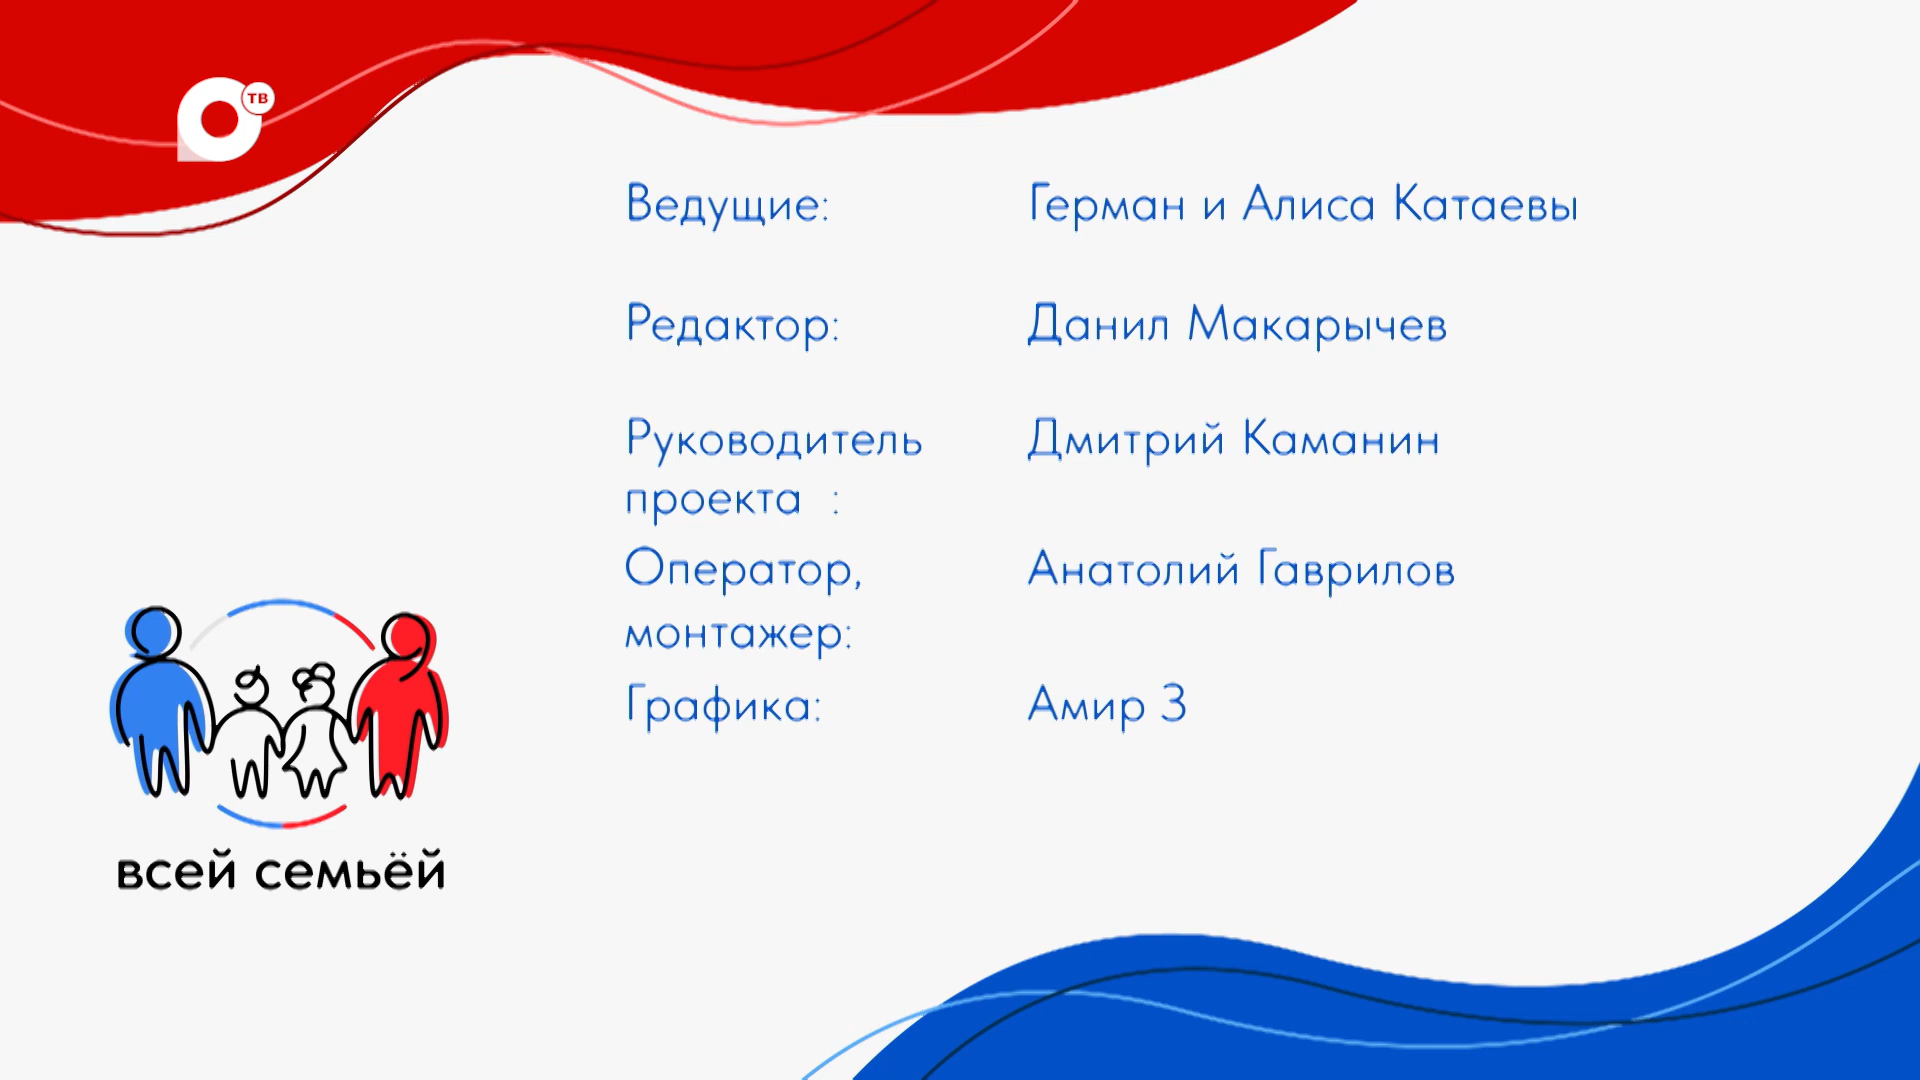 ТВ
Ведущие: Герман и Алиса Катаевы
Редактор: Данил Макарычев
Руководитель Дмитрий Каманин
проекта :
Оператор, Анатолий Гаврилов
монтажер:
Графика: Амир З
всей семьёй